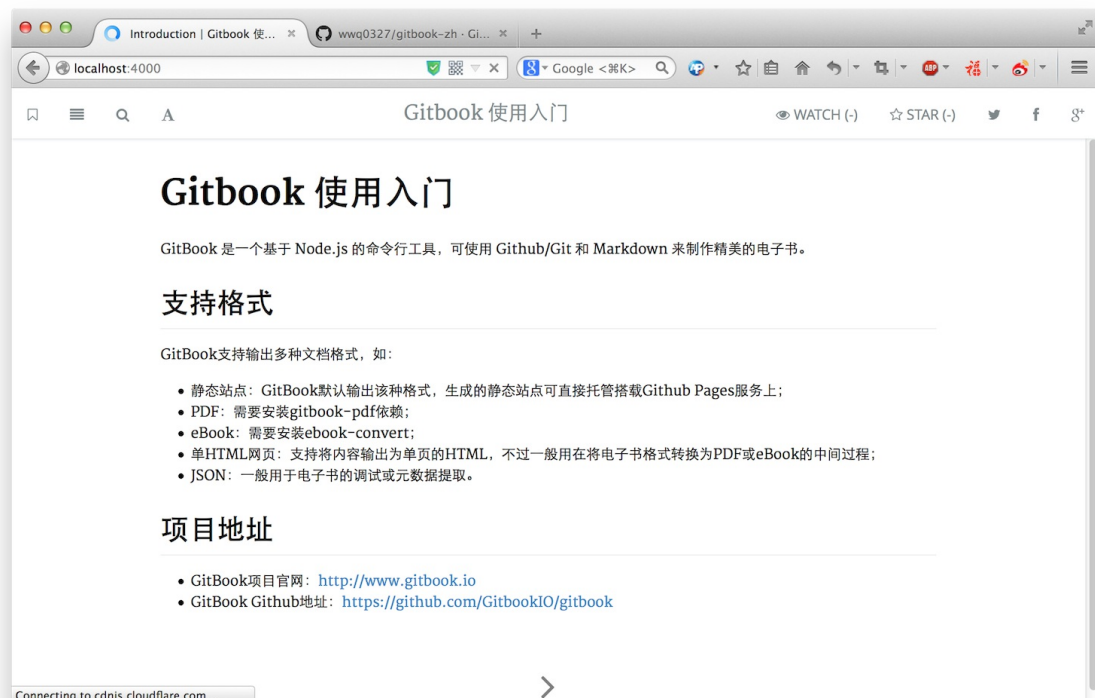 Introduction | Gitbook 使...
wwq0327/gitbook-zh · Gi...
localhost:4000
Google <⌘K>
ABP
福
A
Gitbook 使用入门
WATCH (-)
STAR (-)
Gitbook 使用入门
GitBook 是一个基于 Node.js 的命令行工具，可使用 Github/Git 和 Markdown 来制作精美的电子书。
支持格式
GitBook支持输出多种文档格式，如：
• 静态站点：GitBook默认输出该种格式，生成的静态站点可直接托管搭载Github Pages服务上；
• PDF：需要安装gitbook-pdf依赖；
• eBook：需要安装ebook-convert；
• 单HTML网页：支持将内容输出为单页的HTML，不过一般用在将电子书格式转换为PDF或eBook的中间过程；
• JSON：一般用于电子书的调试或元数据提取。
项目地址
• GitBook项目官网：http://www.gitbook.io
• GitBook Github地址：https://github.com/GitbookIO/gitbook
Connecting to cdnjs.cloudflare.com